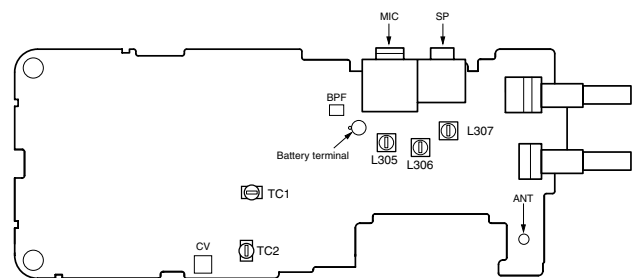 MIC
SP
BPF
Battery terminal
L307
L305
L306
TC1
ANT
TC2
CV